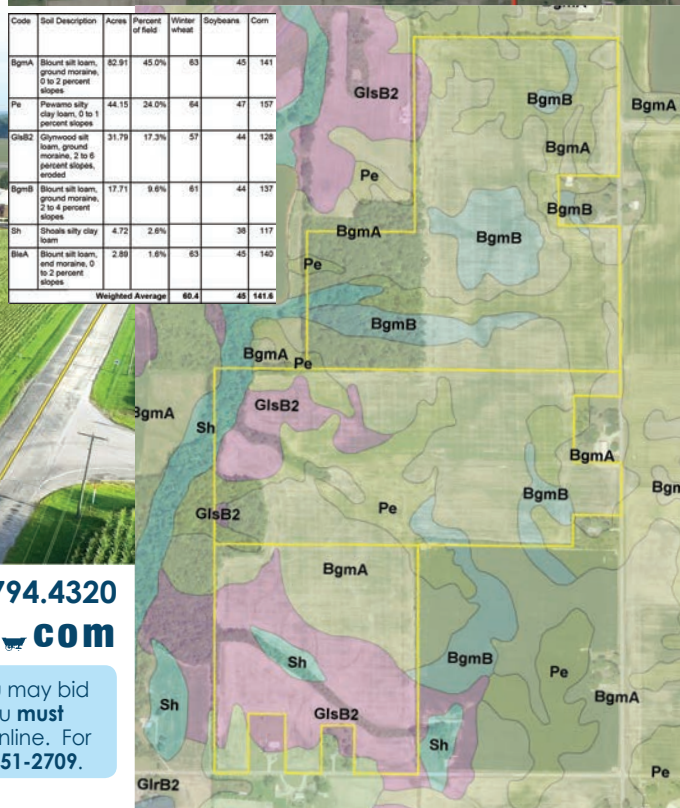 Code Soil Description Acres Percent of field Winter wheat Soybeans Corn
BgmA Blount silt loam, ground moraine, 0 to 2 percent slopes 82.91 45.0% 63 45 141
Pe Pewamo silty clay loam, 0 to 1 percent slopes 44.15 24.0% 64 47 157
GlsB2 Glynwood silt loam, ground moraine, 2 to 6 percent slopes, eroded 31.79 17.3% 57 44 128
BgmB Blount silt loam, ground moraine, 2 to 4 percent slopes 17.71 9.6% 61 44 137
Sh Shoals silty clay loam 4.72 2.6% 38 117
BleA Blount silt loam, end moraine, 0 to 2 percent slopes 2.89 1.6% 63 45 140
Weighted Average 60.4 45 141.6
GlsB2
BgmB
BgmA
BgmA
Pe
BgmB
BgmA
BgmB
Pe
BgmB
BgmA
Pe
GlsB2
BgmA
Sh
BgmA
BgmB
Pe
GlsB2
BgmA
Sh
BgmB
Pe
BgmA
Sh
GlsB2
Sh
Pe
GlrB2
794.4320
com
may bid
must
nline. For
51-2709.